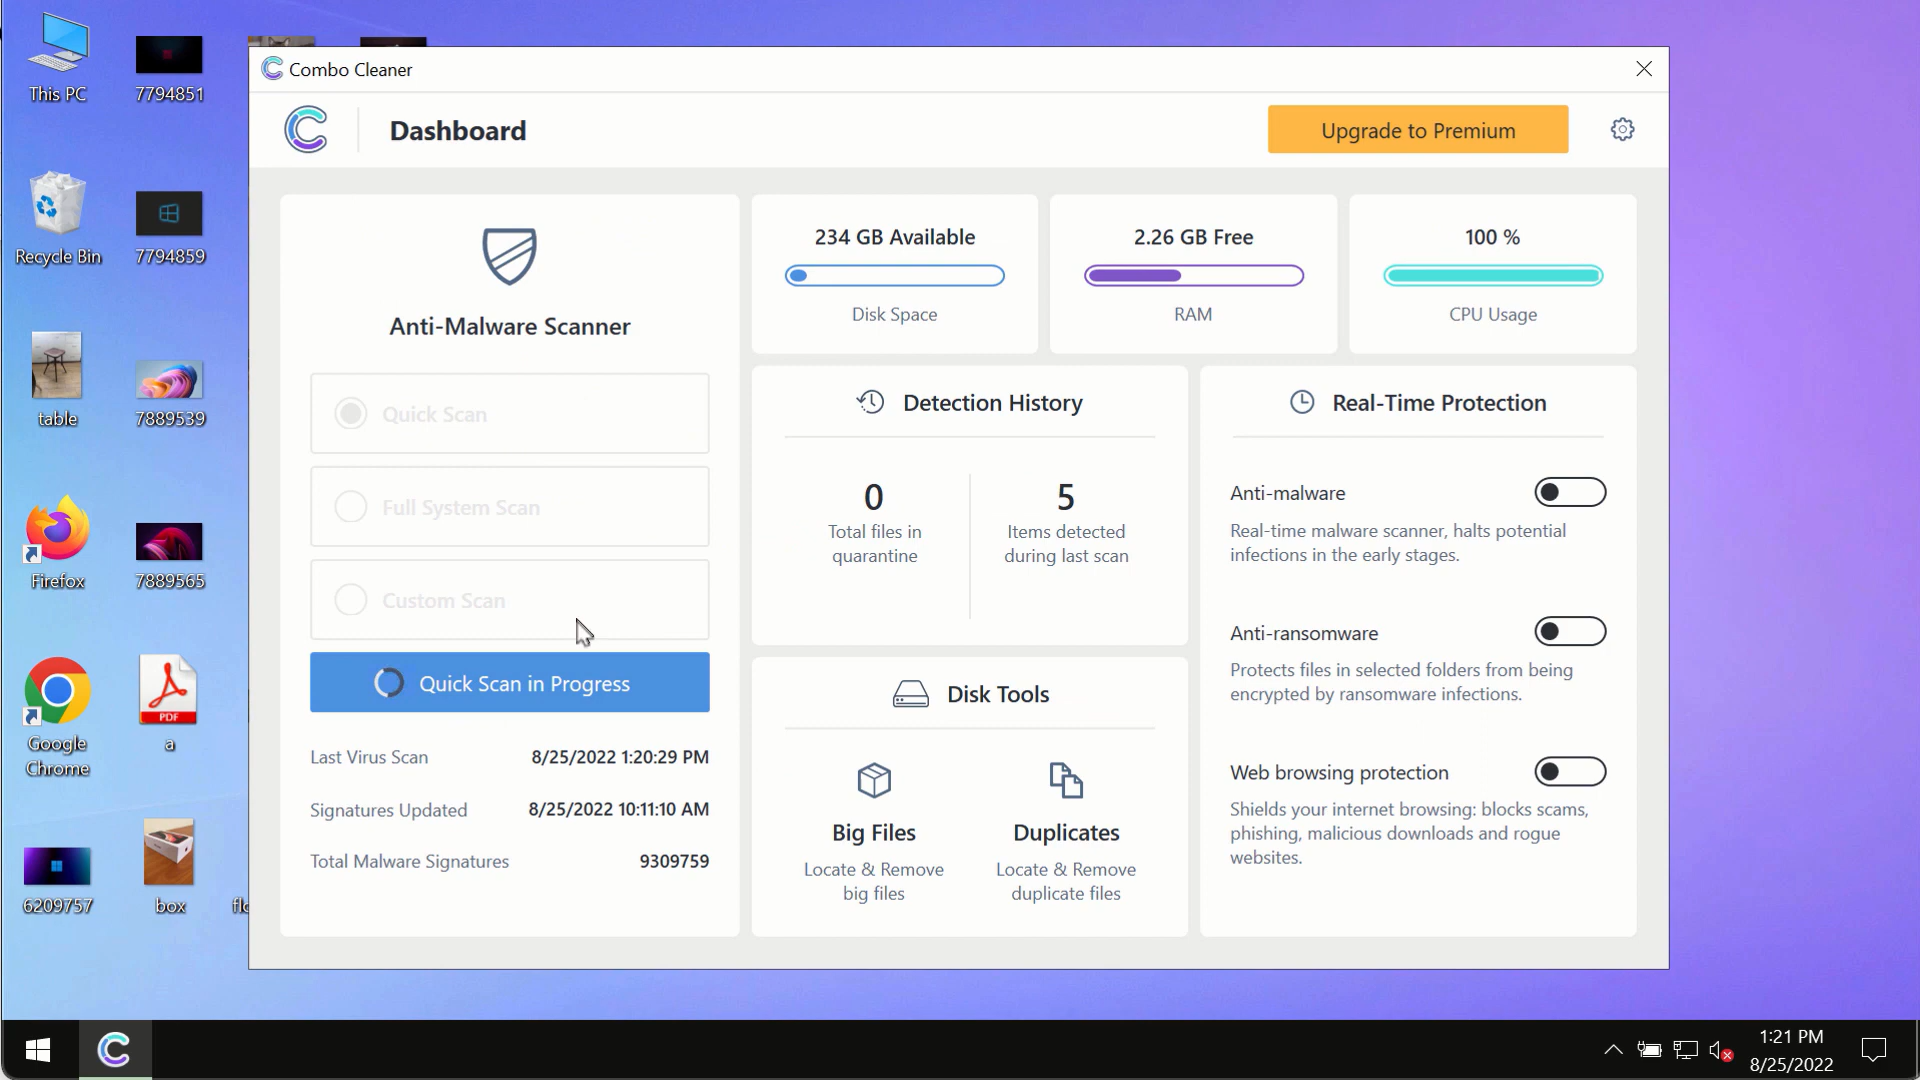 This PC
7794851
Recycle Bin
7794859
table
7889539
Firefox
7889565
Google
Chrome
PDF
a
6209757
box
Combo Cleaner
Dashboard
Upgrade to Premium
Anti-Malware Scanner
Quick Scan
Full System Scan
Custom Scan
Quick Scan in Progress
Last Virus Scan 8/25/2022 1:20:29 PM
Signatures Updated 8/25/2022 10:11:10 AM
Total Malware Signatures 9309759
234 GB Available
Disk Space
2.26 GB Free
RAM
100 %
CPU Usage
Detection History
0
Total files in
quarantine
5
Items detected
during last scan
Disk Tools
Big Files
Locate & Remove
big files
Duplicates
Locate & Remove
duplicate files
Real-Time Protection
Anti-malware
Real-time malware scanner, halts potential
infections in the early stages.
Anti-ransomware
Protects files in selected folders from being
encrypted by ransomware infections.
Web browsing protection
Shields your internet browsing: blocks scams,
phishing, malicious downloads and rogue
websites.
1:21 PM
8/25/2022